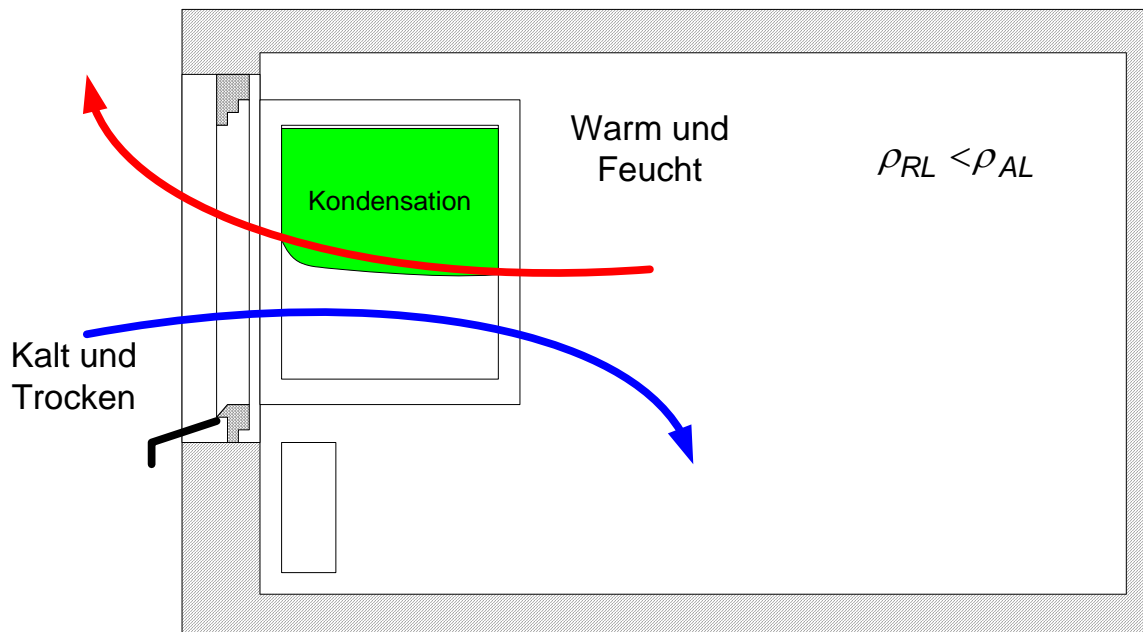 Warm und
Feucht
ρRL <ρAL
Kondensation
Kalt und
Trocken